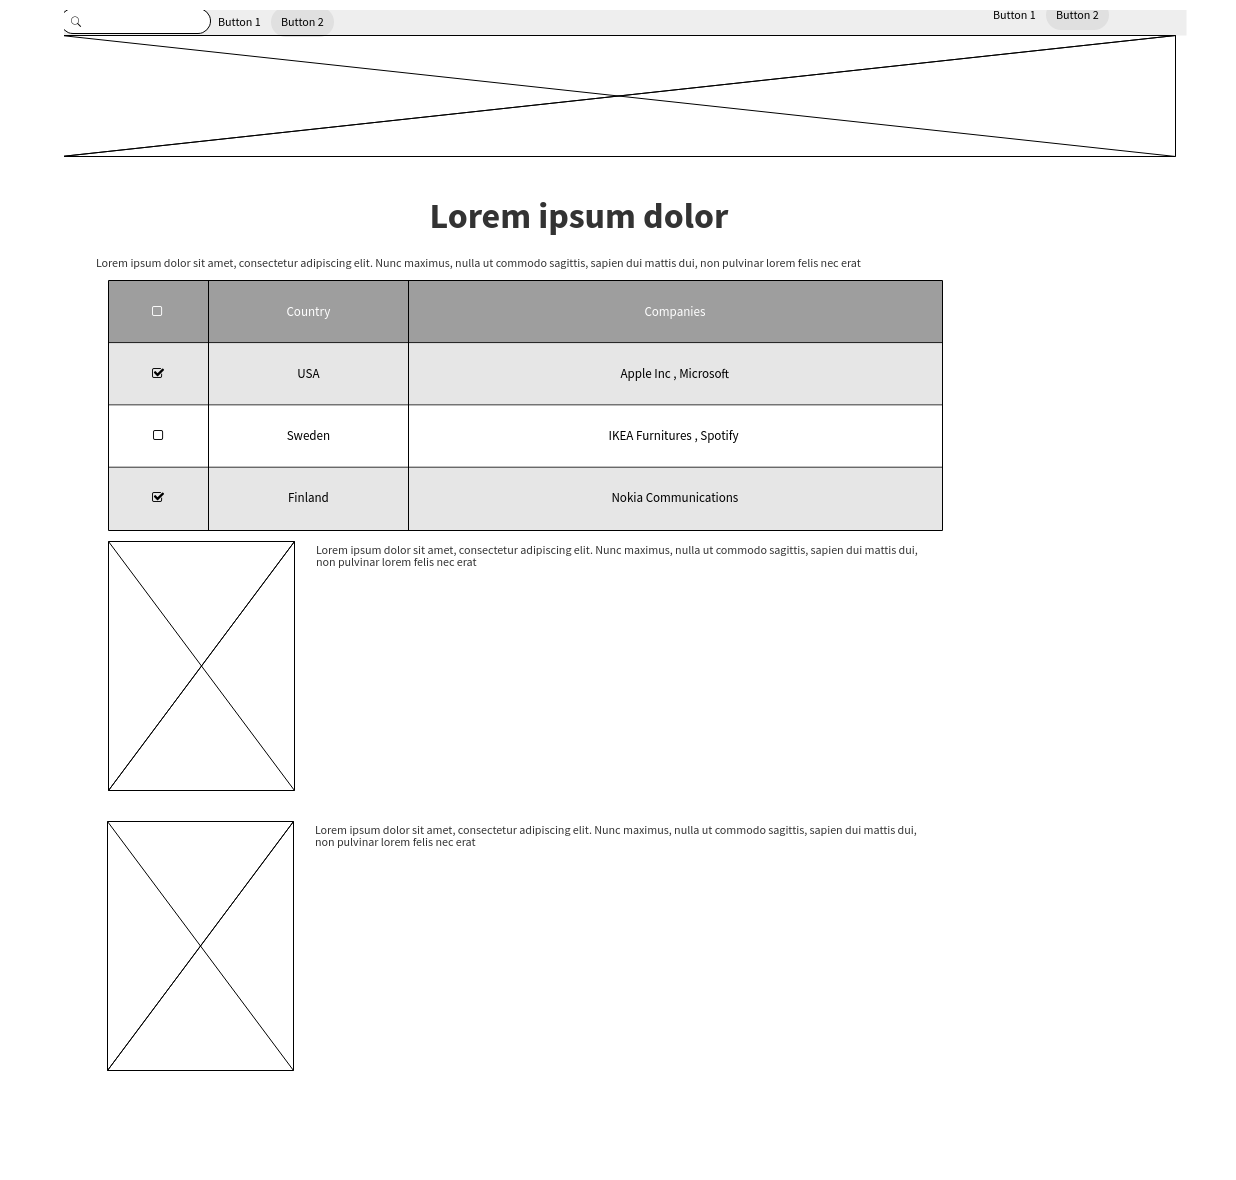 Button 1 Button 2 Button 1 Button 2
Lorem ipsum dolor
Lorem ipsum dolor sit amet, consectetur adipiscing elit. Nunc maximus, nulla ut commodo sagittis, sapien dui mattis dui, non pulvinar lorem felis nec erat
Country Companies
USA Apple Inc , Microsoft
Sweden IKEA Furnitures , Spotify
Finland Nokia Communications
Lorem ipsum dolor sit amet, consectetur adipiscing elit. Nunc maximus, nulla ut commodo sagittis, sapien dui mattis dui,
non pulvinar lorem felis nec erat
Lorem ipsum dolor sit amet, consectetur adipiscing elit. Nunc maximus, nulla ut commodo sagittis, sapien dui mattis dui,
non pulvinar lorem felis nec erat